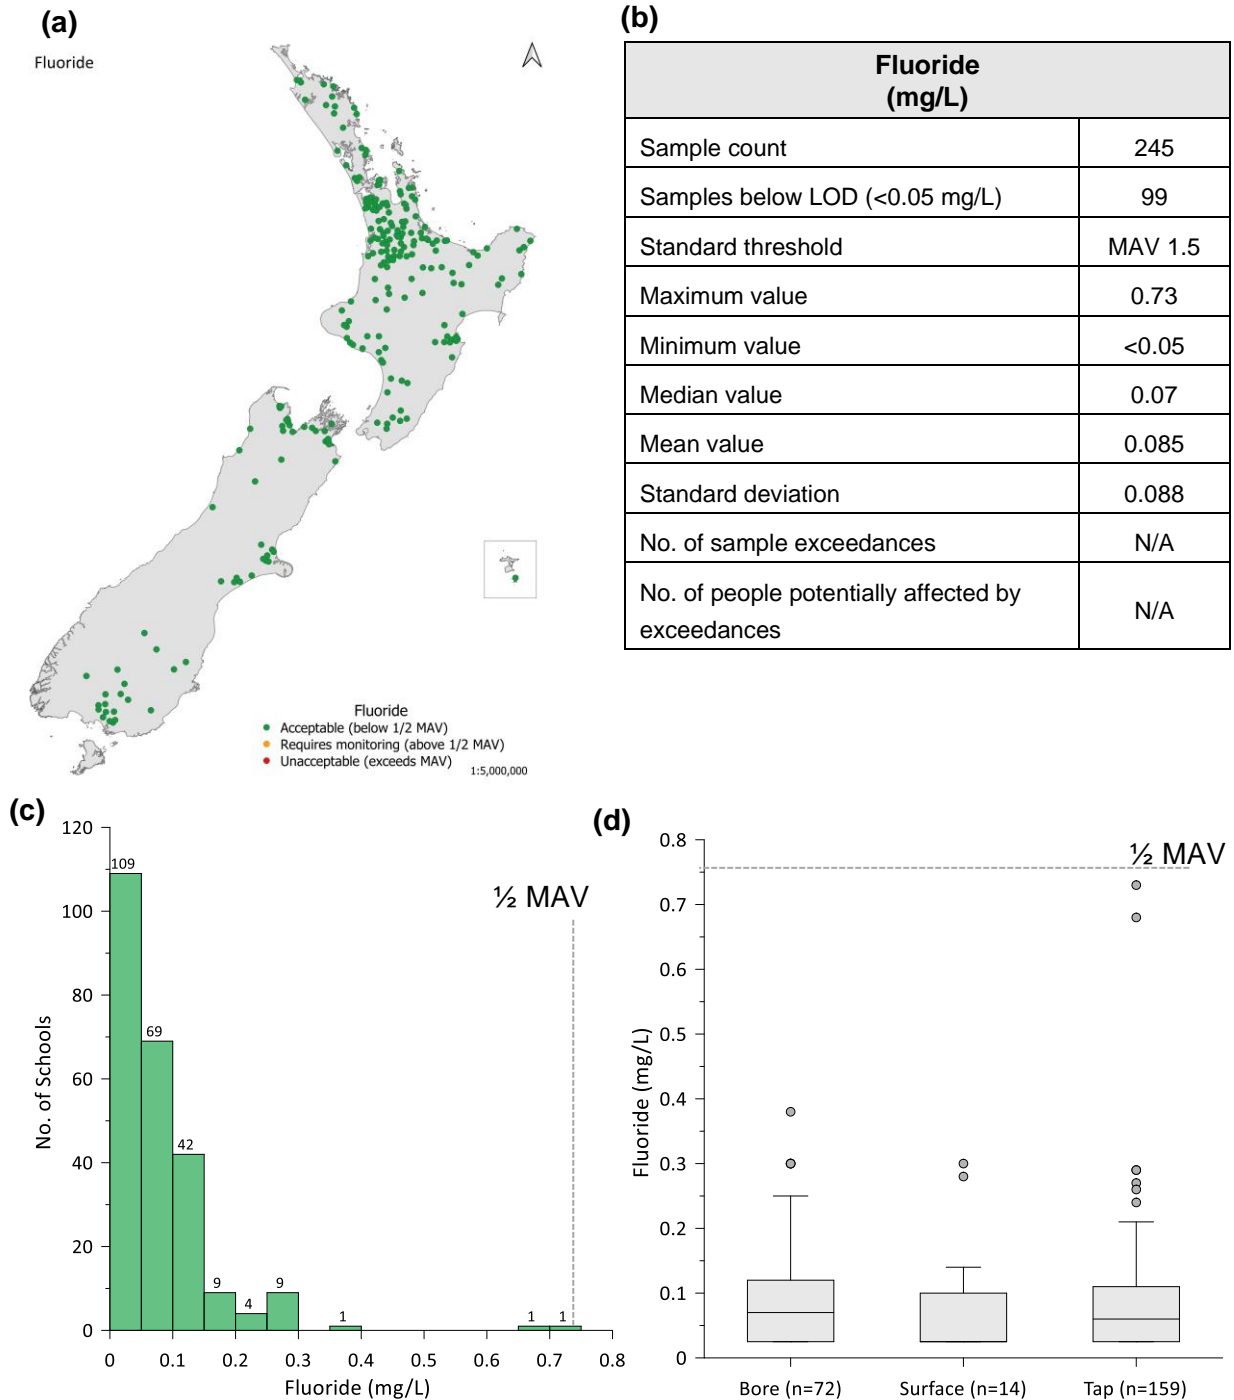 (a)
Fluoride
Fluoride
Acceptable (below 1/2 MAV)
Requires monitoring (above 1/2 MAV)
Unacceptable (exceeds MAV)
1:5,000,000
(b)
Fluoride
(mg/L)
Sample count 245
Samples below LOD (<0.05 mg/L) 99
Standard threshold MAV 1.5
Maximum value 0.73
Minimum value <0.05
Median value 0.07
Mean value 0.085
Standard deviation 0.088
No. of sample exceedances N/A
No. of people potentially affected by
exceedances N/A
(c)
120
100
80
60
40
20
0
No. of Schools
109
69
42
9
4
9
1
1
1
½ MAV
0 0.1 0.2 0.3 0.4 0.5 0.6 0.7 0.8
Fluoride (mg/L)
(d)
0.8
0.7
0.6
0.5
0.4
0.3
0.2
0.1
0
Fluoride (mg/L)
½ MAV
Bore (n=72) Surface (n=14) Tap (n=159)